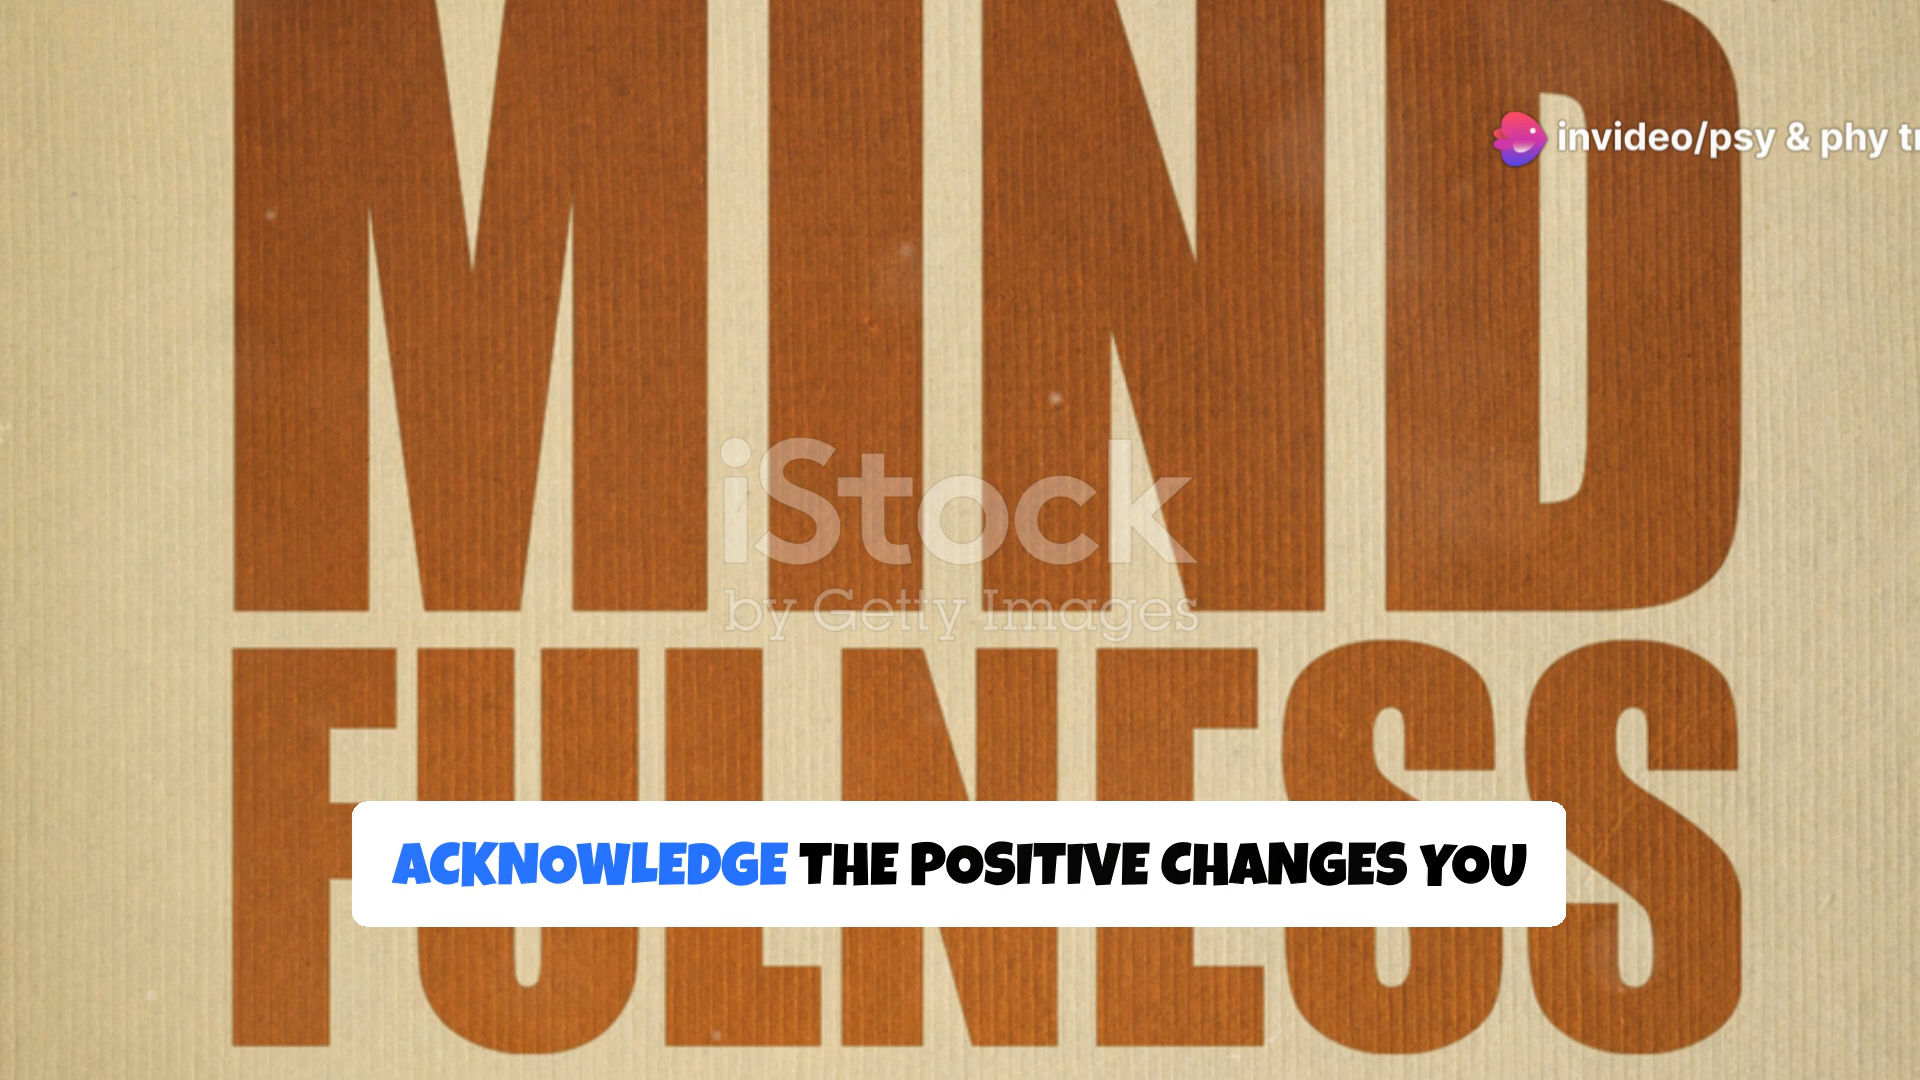 MIND
invideo/psy & phy
iStock
by Getty Images
FULNESS
ACKNOWLEDGE THE POSITIVE CHANGES YOU